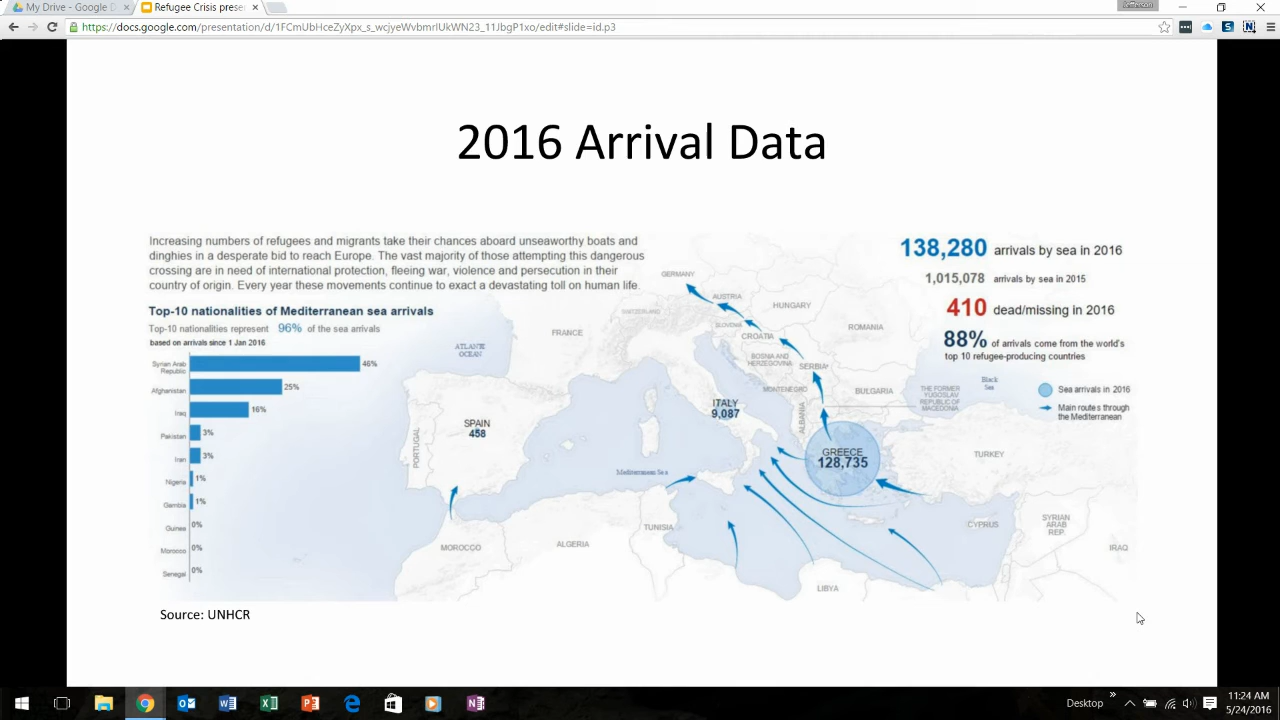 My Drive - Google D
Refugee Crisis prese
https://docs.google.com/presentation/d/1FCmUbHceZyXpx_s_wcjyeWvbmrIUkWN23_11JbgP1xo/edit#slide=id.p3
2016 Arrival Data
Increasing numbers of refugees and migrants take their chances aboard unseaworthy boats and
dinghies in a desperate bid to reach Europe. The vast majority of those attempting this dangerous
crossing are in need of international protection, fleeing war, violence and persecution in their
country of origin. Every year these movements continue to exact a devastating toll on human life.
Top-10 nationalities of Mediterranean sea arrivals
Top-10 nationalities represent 96% of the sea arrivals
based on arrivals since 1 Jan 2016
Syrian Arab
Republic 46%
Afghanistan 25%
Iraq 16%
Pakistan 3%
Iran 3%
Nigeria 1%
Gambia 1%
Guinea 0%
Morocco 0%
Senegal 0%
138,280 arrivals by sea in 2016
1,015,078 arrivals by sea in 2015
410 dead/missing in 2016
88% of arrivals come from the world's
top 10 refugee-producing countries
Sea arrivals in 2016
Main routes through
the Mediterranean
GERMANY
AUSTRIA
SWITZERLAND
HUNGARY
SLOVENIA
FRANCE
CROATIA
ROMANIA
ATLANTIC
OCEAN
BOSNIA AND
HERZEGOVINA
SERBIA
Black
Sea
MONTENEGRO
BULGARIA
THE FORMER
YUGOSLAV
REPUBLIC OF
MACEDONIA
ITALY
9,087
ALBANIA
SPAIN
458
PORTUGAL
GREECE
128,735
TURKEY
Mediterranean Sea
TUNISIA
CYPRUS
SYRIAN
ARAB
REP.
MOROCCO
ALGERIA
IRAQ
LIBYA
Source: UNHCR
Desktop
11:24 AM
5/24/2016